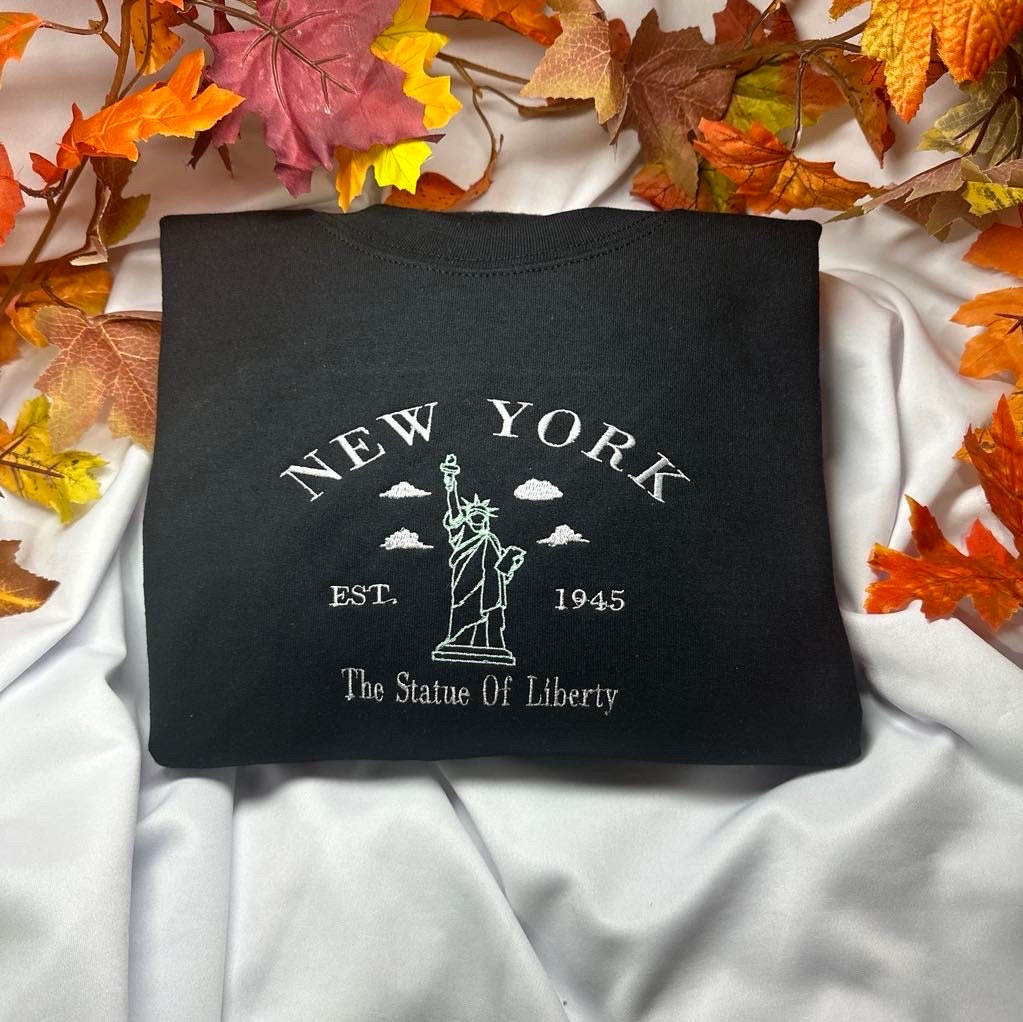 NEW YORK
EST. 1945
The Statue Of Liberty